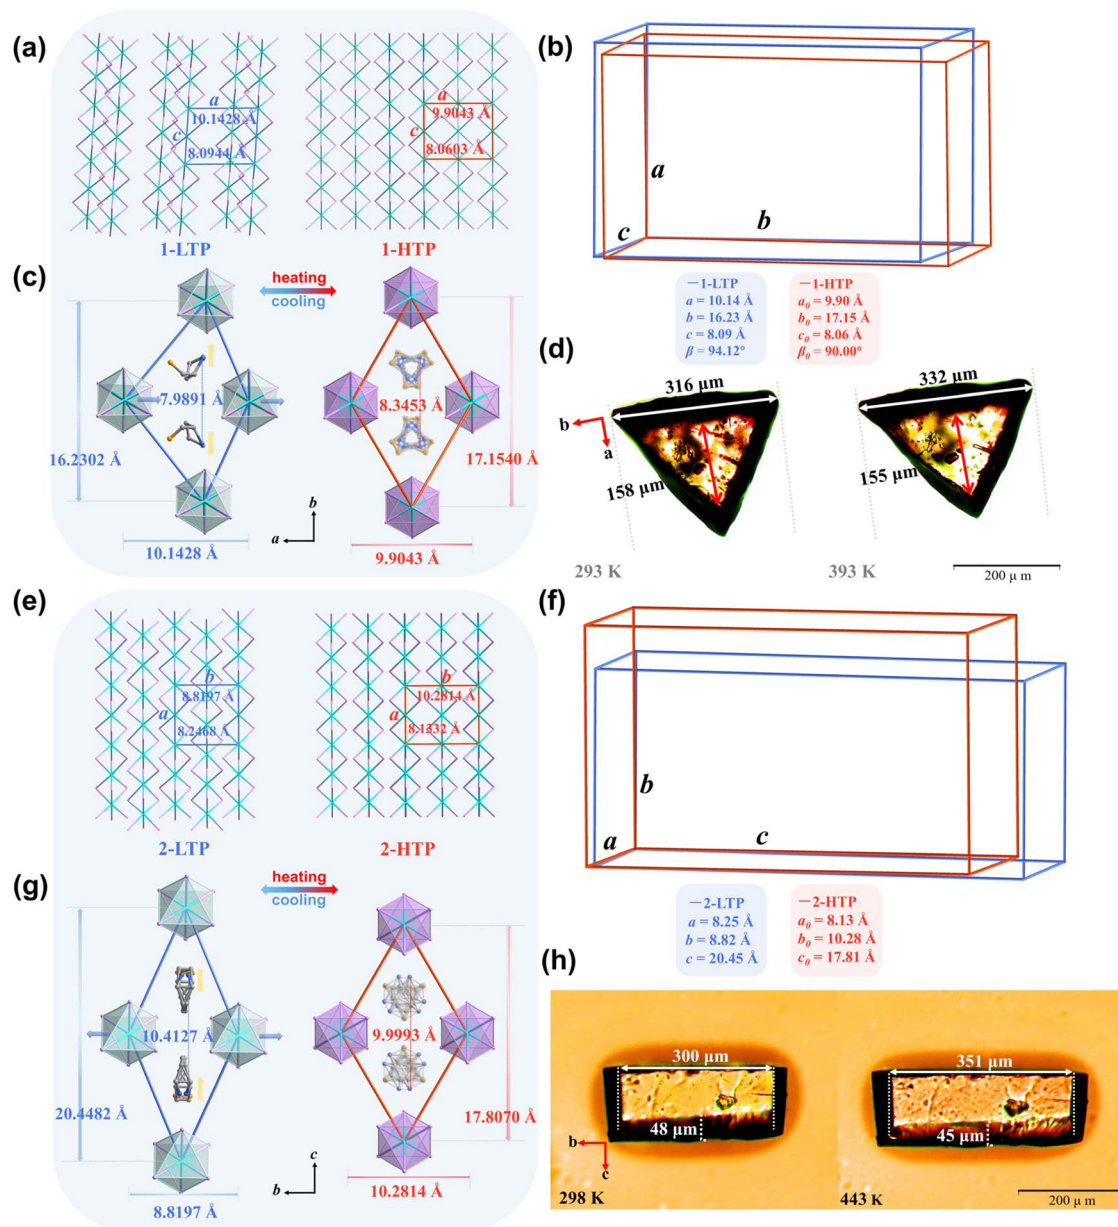 (a)
a
10.1428 Å
c
8.0944 Å
1-LTP
a
9.9043 Å
c
8.0603 Å
1-HTP
(b)
a
c
b
1-LTP
a = 10.14 Å
b = 16.23 Å
c = 8.09 Å
β = 94.12°
1-HTP
a₀ = 9.90 Å
b₀ = 17.15 Å
c₀ = 8.06 Å
β₀ = 90.00°
(c)
heating
cooling
7.9891 Å
16.2302 Å
10.1428 Å
8.3453 Å
17.1540 Å
9.9043 Å
b
a
(d)
316 μm
332 μm
b
a
158 μm
155 μm
293 K
393 K
200 μ m
(e)
b
8.8197 Å
a
8.2468 Å
2-LTP
b
10.2814 Å
a
8.1332 Å
2-HTP
(f)
b
a
c
2-LTP
a = 8.25 Å
b = 8.82 Å
c = 20.45 Å
2-HTP
a₀ = 8.13 Å
b₀ = 10.28 Å
c₀ = 17.81 Å
(g)
heating
cooling
10.4127 Å
20.4482 Å
8.8197 Å
9.9993 Å
17.8070 Å
10.2814 Å
c
b
(h)
300 μm
351 μm
48 μm
45 μm
b
c
298 K
443 K
200 μ m